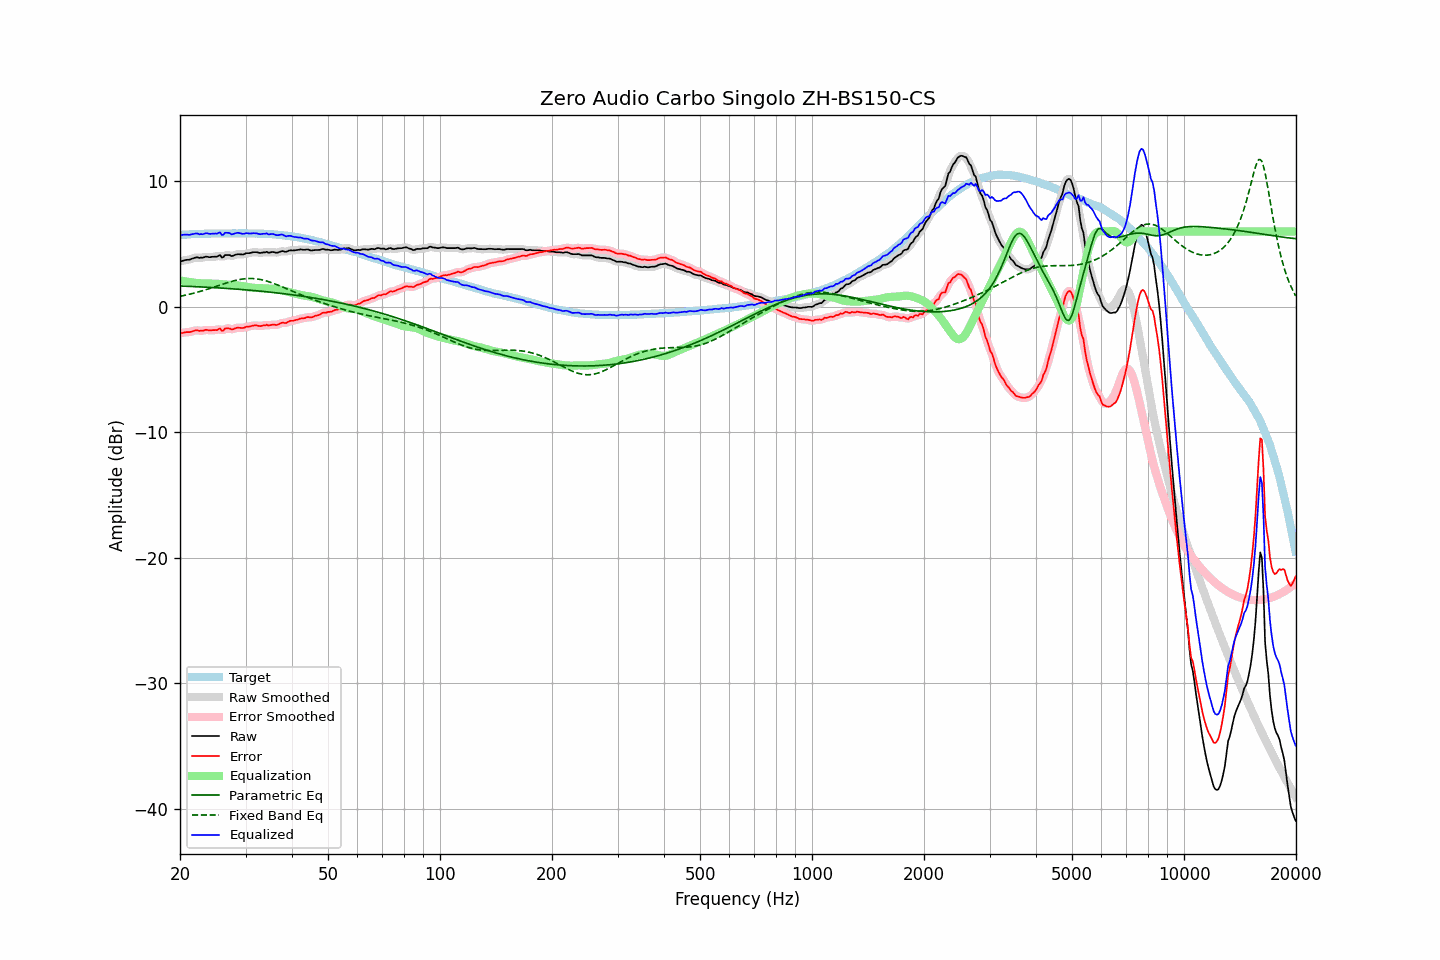 Zero Audio Carbo Singolo ZH-BS150-CS
Amplitude (dBr)
10
0
−10
−20
−30
−40
Target
Raw Smoothed
Error Smoothed
Raw
Error
Equalization
Parametric Eq
Fixed Band Eq
Equalized
20 50 100 200 500 1000 2000 5000 10000 20000
Frequency (Hz)